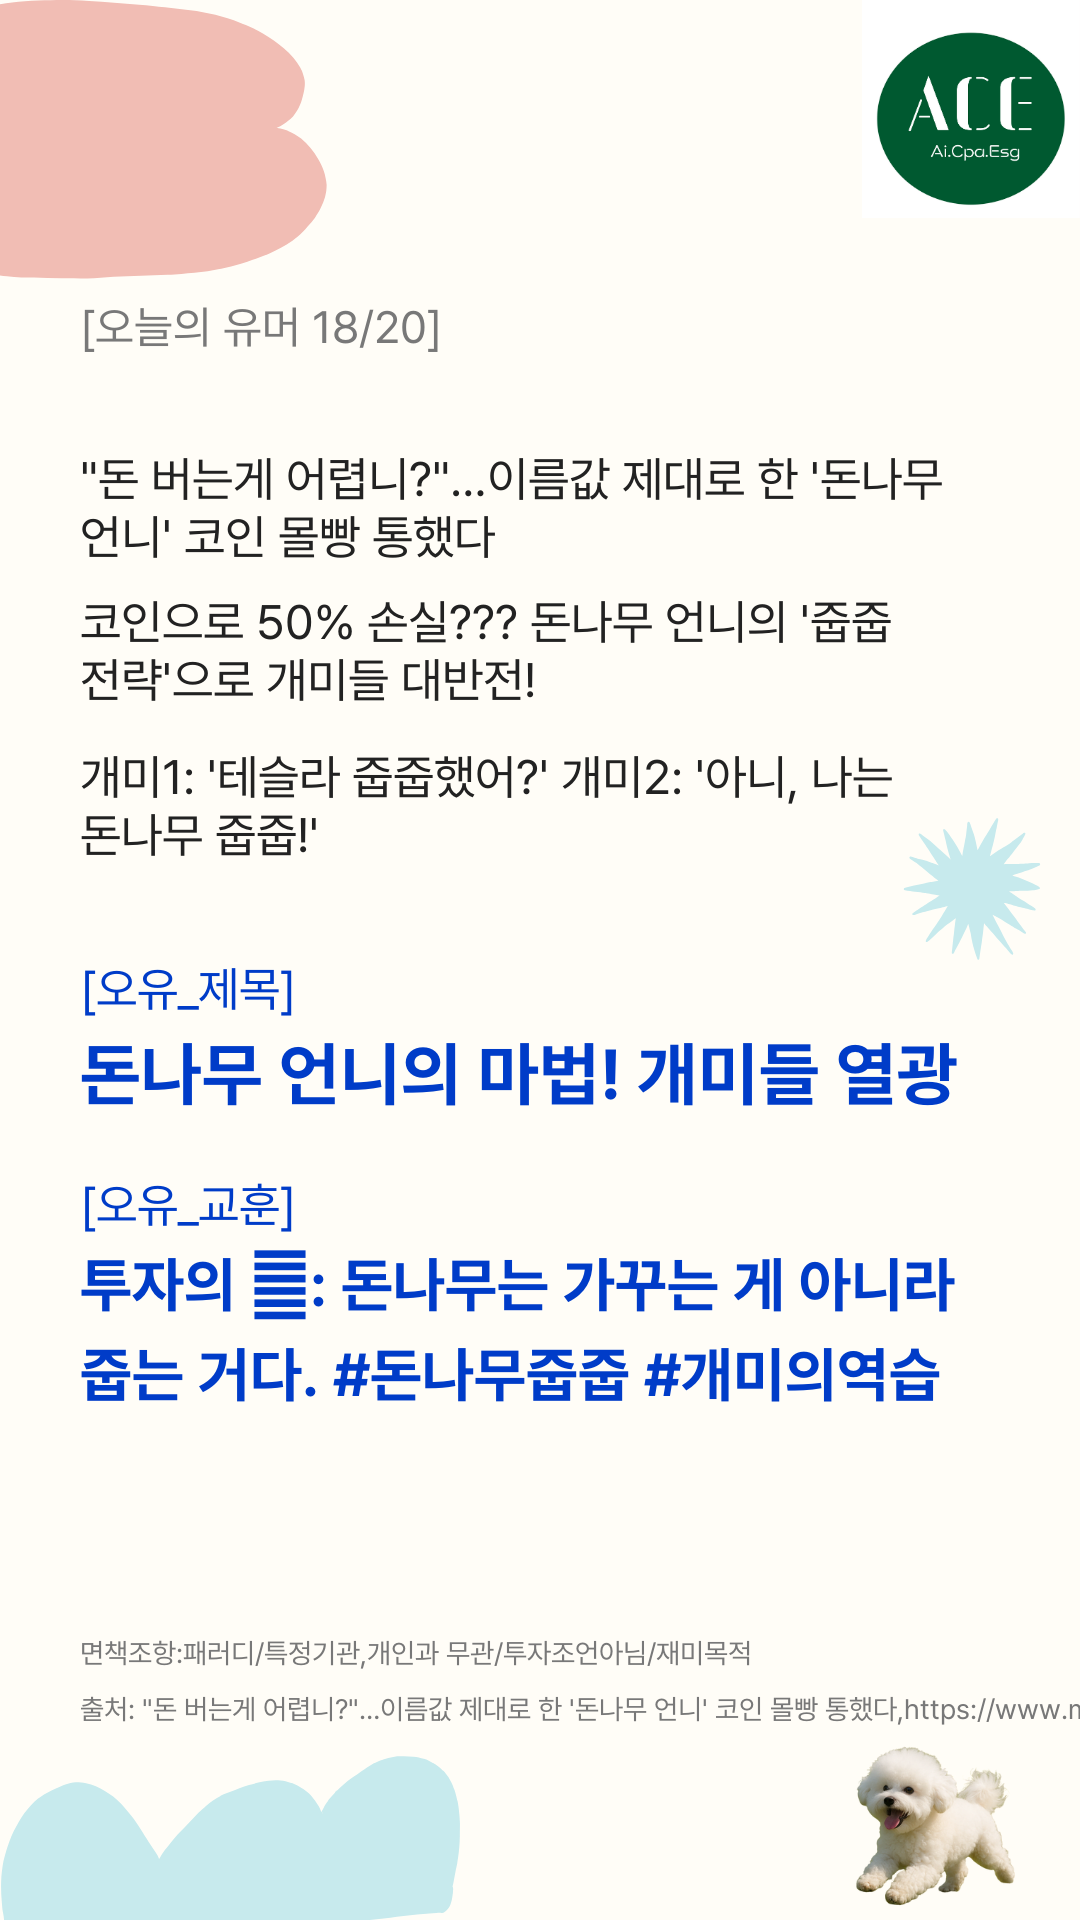 ACE
Ai.Cpa.Esg
[오늘의 유머 18/20]
"돈 버는게 어렵니?"...이름값 제대로 한 '돈나무
언니' 코인 몰빵 통했다
코인으로 50% 손실??? 돈나무 언니의 '줍줍
전략'으로 개미들 대반전!
개미1: '테슬라 줍줍했어?' 개미2: '아니, 나는
돈나무 줍줍!'
[오유_제목]
돈나무 언니의 마법! 개미들 열광
[오유_교훈]
투자의 : 돈나무는 가꾸는 게 아니라
줍는 거다. #돈나무줍줍 #개미의역습
면책조항:패러디/특정기관,개인과 무관/투자조언아님/재미목적
출처: "돈 버는게 어렵니?"...이름값 제대로 한 '돈나무 언니' 코인 몰빵 통했다,https://www.m